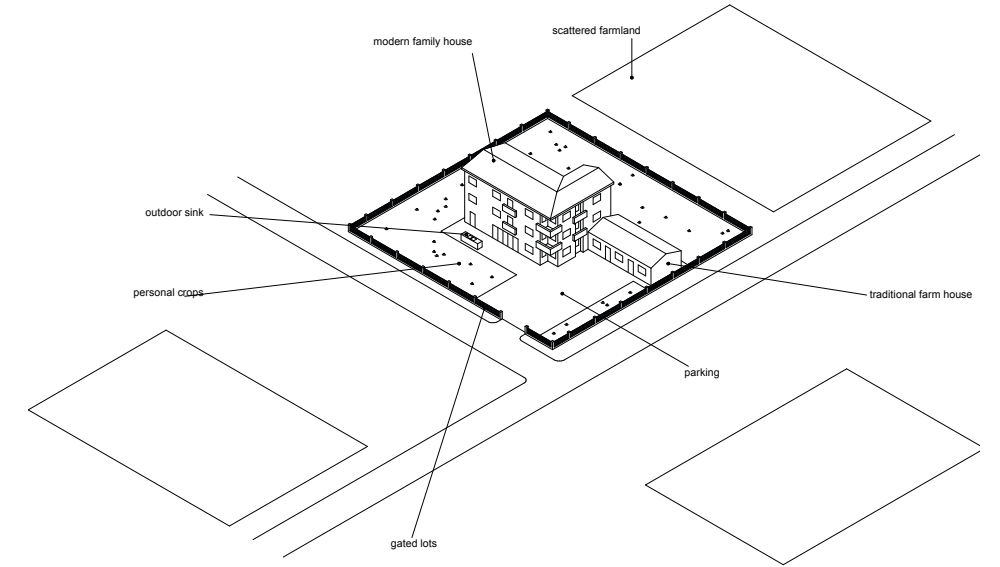 scattered farmland
modern family house
outdoor sink
personal crops
traditional farm house
parking
gated lots